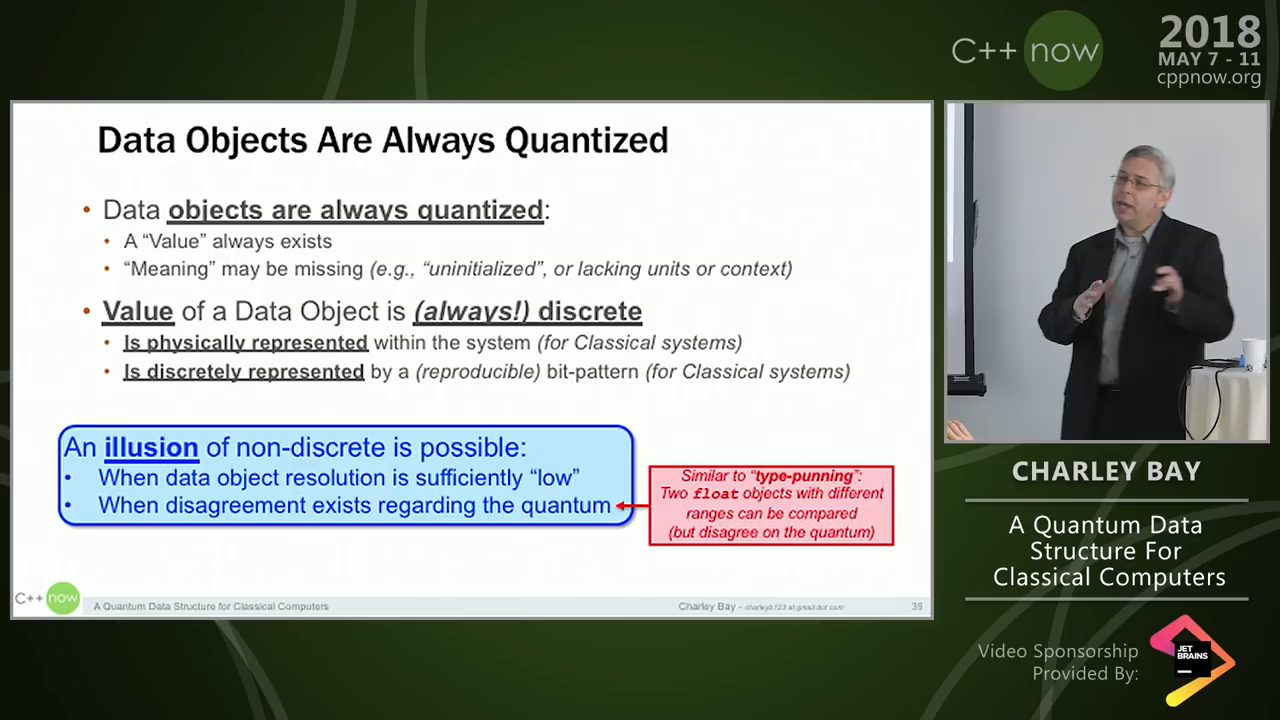 C++ now
2018
MAY 7 - 11
cppnow.org
Data Objects Are Always Quantized
• Data objects are always quantized:
• A “Value” always exists
• “Meaning” may be missing (e.g., “uninitialized”, or lacking units or context)
• Value of a Data Object is (always!) discrete
• Is physically represented within the system (for Classical systems)
• Is discretely represented by a (reproducible) bit-pattern (for Classical systems)
An illusion of non-discrete is possible:
• When data object resolution is sufficiently “low”
• When disagreement exists regarding the quantum
Similar to “type-punning”:
Two float objects with different
ranges can be compared
(but disagree on the quantum)
C++ now
A Quantum Data Structure for Classical Computers
Charley Bay -
CHARLEY BAY
A Quantum Data
Structure For
Classical Computers
Video Sponsorship
Provided By:
JET
BRAINS